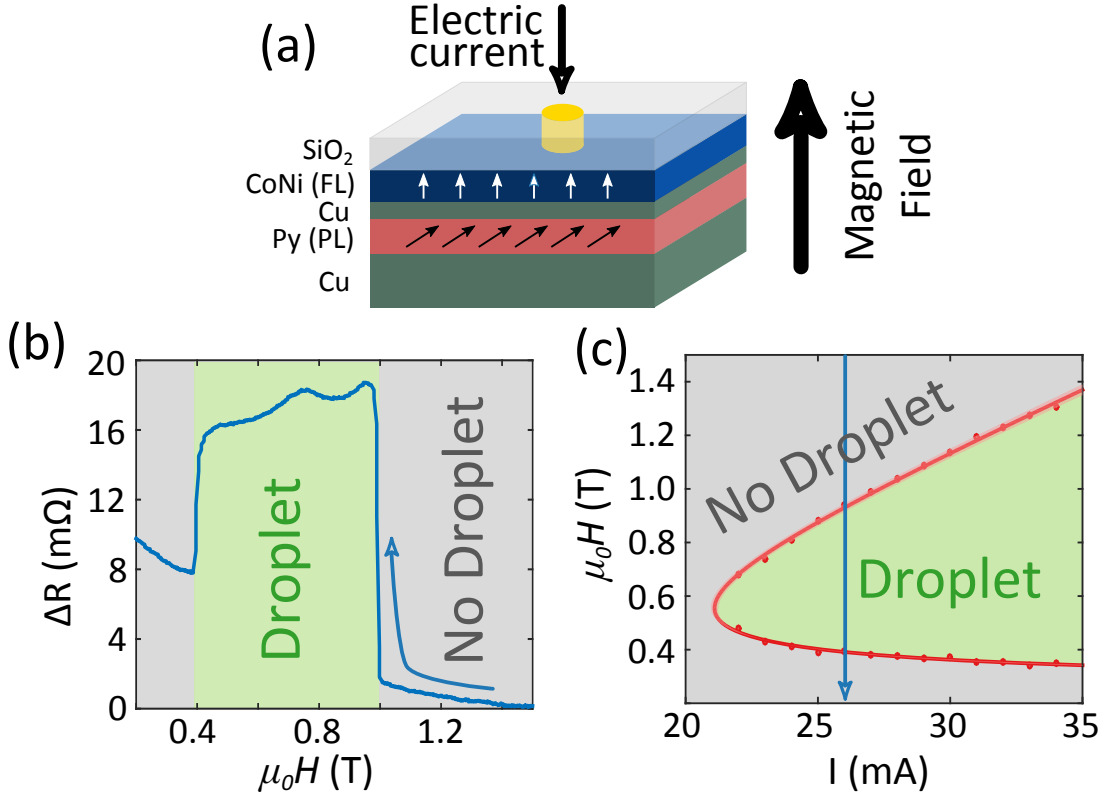 (a)
Electric
current
SiO₂
CoNi (FL)
Cu
Py (PL)
Cu
Magnetic
Field
(b)
20
16
12
8
4
0
ΔR (mΩ)
Droplet
No Droplet
0.4
0.8
1.2
μ₀H (T)
(c)
1.4
1.2
1.0
0.8
0.6
0.4
μ₀H (T)
No Droplet
Droplet
20
25
30
35
I (mA)